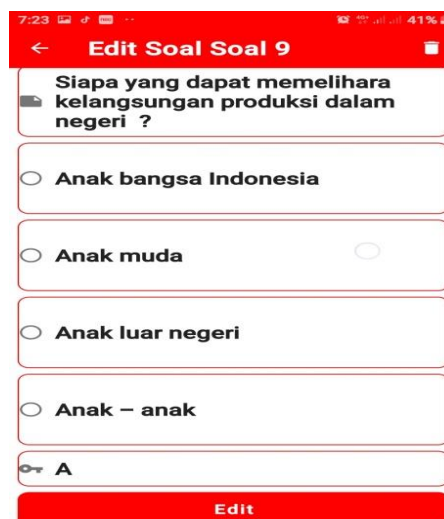 7:23 41%
Edit Soal Soal 9
Siapa yang dapat memelihara
kelangsungan produksi dalam
negeri ?
Anak bangsa Indonesia
Anak muda
Anak luar negeri
Anak – anak
A
Edit